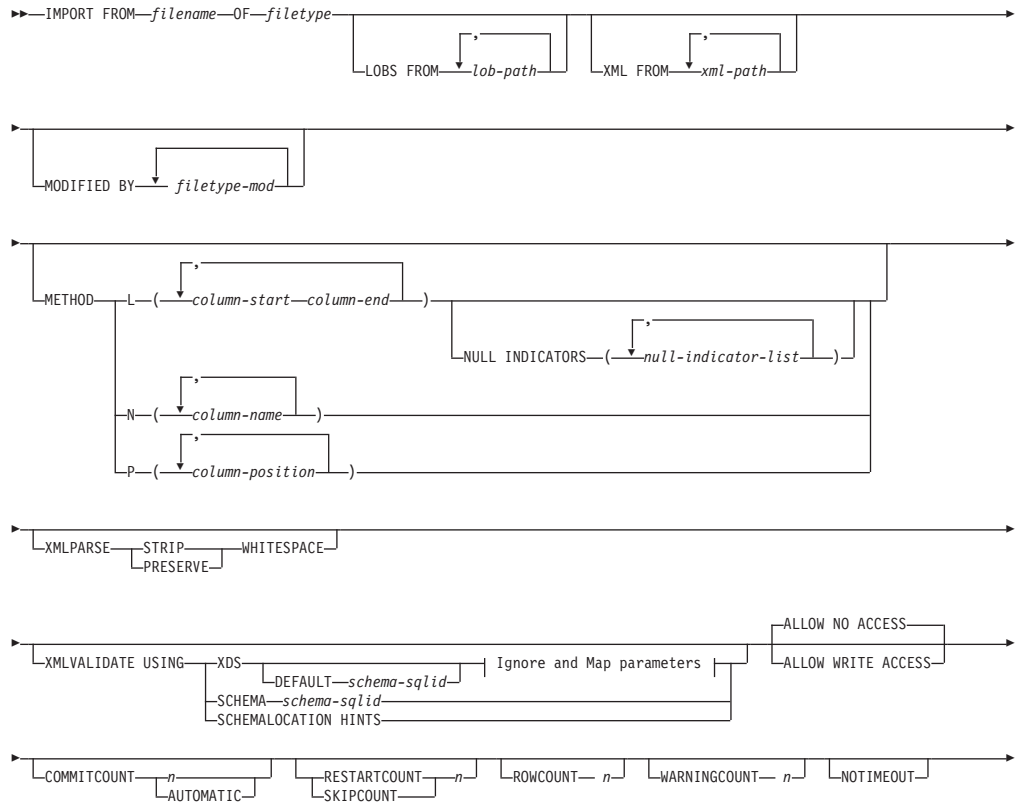 IMPORT FROM filename OF filetype
,
LOBS FROM lob-path
,
XML FROM xml-path
MODIFIED BY filetype-mod
METHOD L ( column-start column-end )
,
NULL INDICATORS ( null-indicator-list )
,
N ( column-name )
,
P ( column-position )
,
XMLPARSE STRIP WHITESPACE
PRESERVE
ALLOW NO ACCESS
XMLVALIDATE USING XDS Ignore and Map parameters ALLOW WRITE ACCESS
DEFAULT schema-sqlid
SCHEMA schema-sqlid
SCHEMALOCATION HINTS
COMMITCOUNT n RESTARTCOUNT n ROWCOUNT n WARNINGCOUNT n NOTIMEOUT
AUTOMATIC SKIPCOUNT